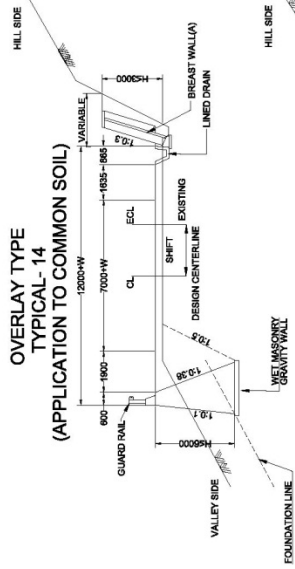 OVERLAY TYPE
TYPICAL- 14
(APPLICATION TO COMMON SOIL)
HILL SIDE
HILL SIDE
12000+W
VARIABLE
600
1900
7000+W
1635
865
H≤3000
1:0.3
BREAST WALL(A)
LINED DRAIN
GUARD RAIL
CL
ECL
SHIFT
EXISTING
DESIGN CENTERLINE
H≤6000
1:0.1
1:0.38
1:0.5
VALLEY SIDE
WET MASONRY
GRAVITY WALL
FOUNDATION LINE